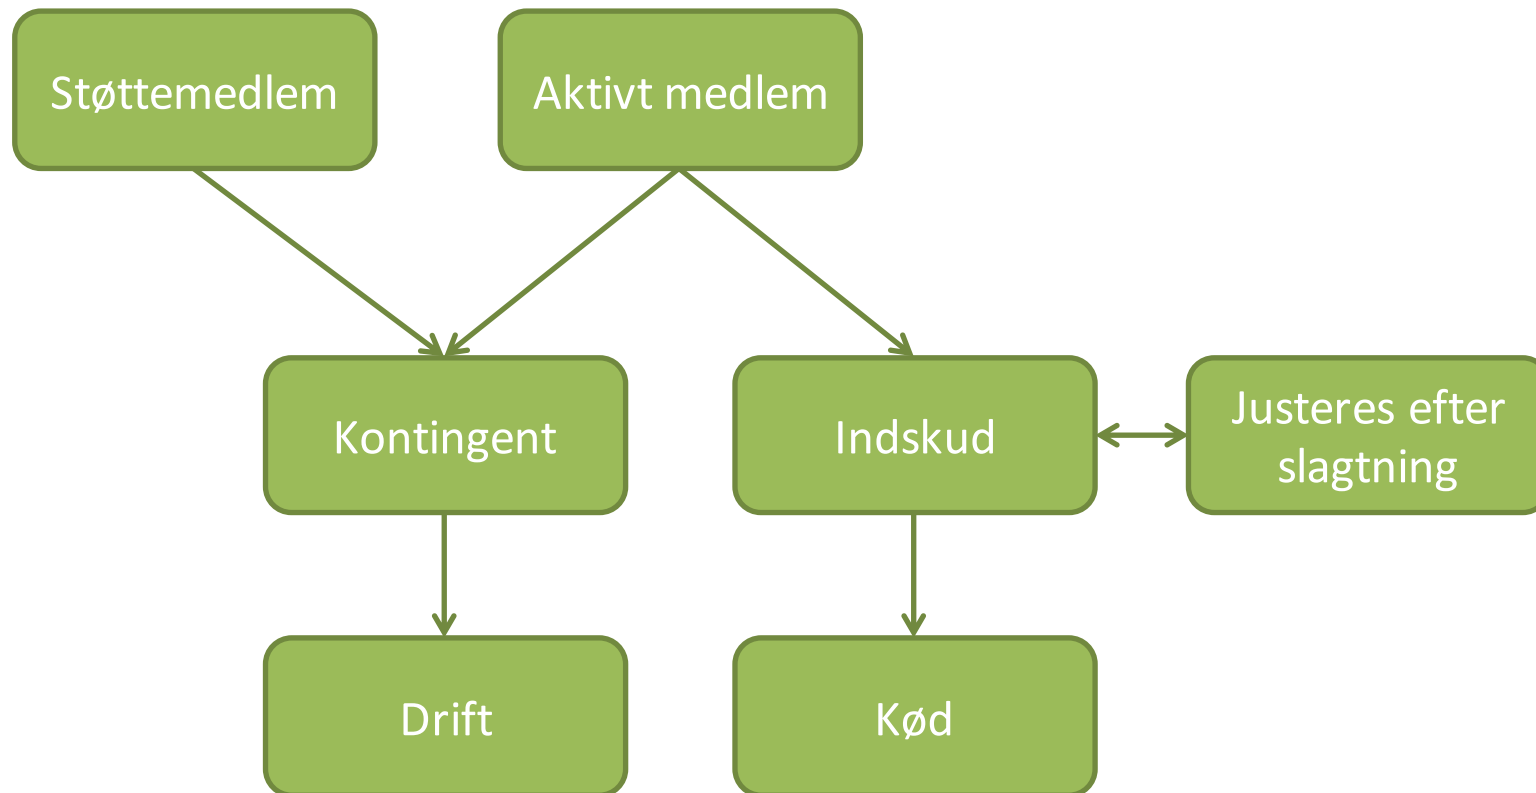 Støttemedlem
Aktivt medlem
Kontingent
Indskud
Justeres efter
slagtning
Drift
Kød